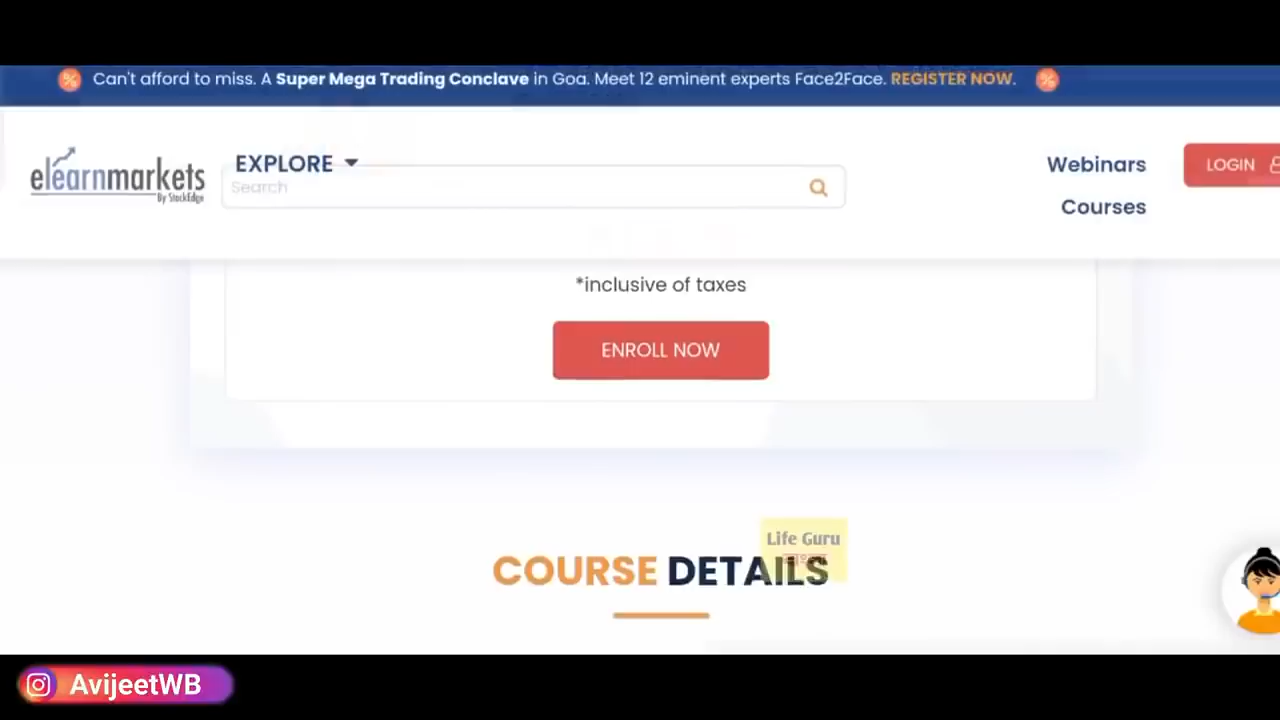 Can't afford to miss. A Super Mega Trading Conclave in Goa. Meet 12 eminent experts Face2Face. REGISTER NOW.
elearnmarkets
By StockEdge
EXPLORE
Search
Webinars
Courses
LOGIN
*inclusive of taxes
ENROLL NOW
Life Guru
COURSE DETAILS
AvijeetWB